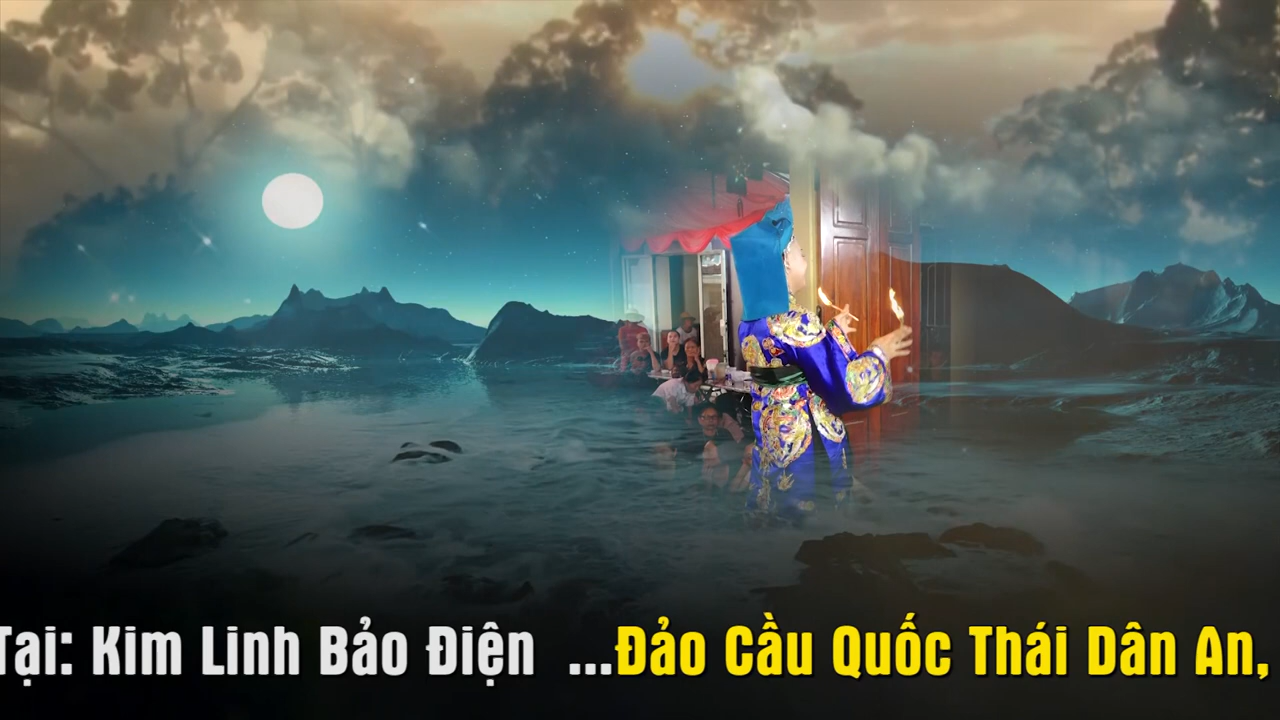 Tại: Kim Linh Bảo Điện ...Đảo Cầu Quốc Thái Dân An,